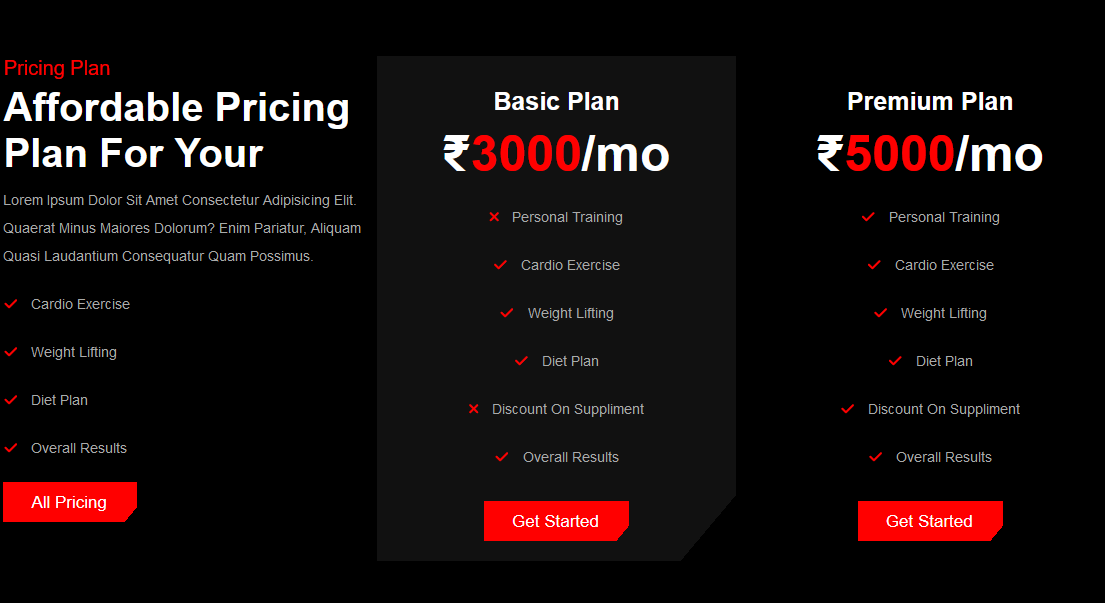 Pricing Plan
Affordable Pricing
Plan For Your
Lorem Ipsum Dolor Sit Amet Consectetur Adipisicing Elit.
Quaerat Minus Maiores Dolorum? Enim Pariatur, Aliquam
Quasi Laudantium Consequatur Quam Possimus.
Cardio Exercise
Weight Lifting
Diet Plan
Overall Results
All Pricing
Basic Plan
₹3000/mo
Personal Training
Cardio Exercise
Weight Lifting
Diet Plan
Discount On Suppliment
Overall Results
Get Started
Premium Plan
₹5000/mo
Personal Training
Cardio Exercise
Weight Lifting
Diet Plan
Discount On Suppliment
Overall Results
Get Started